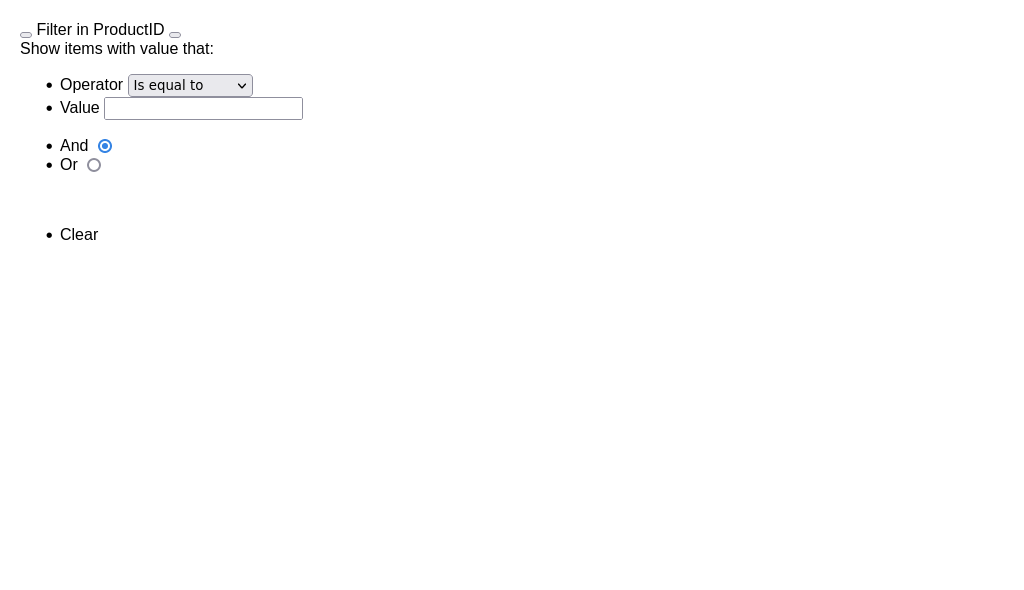 Filter in ProductID
Show items with value that:
Operator Is equal to
Value
And
Or
Clear